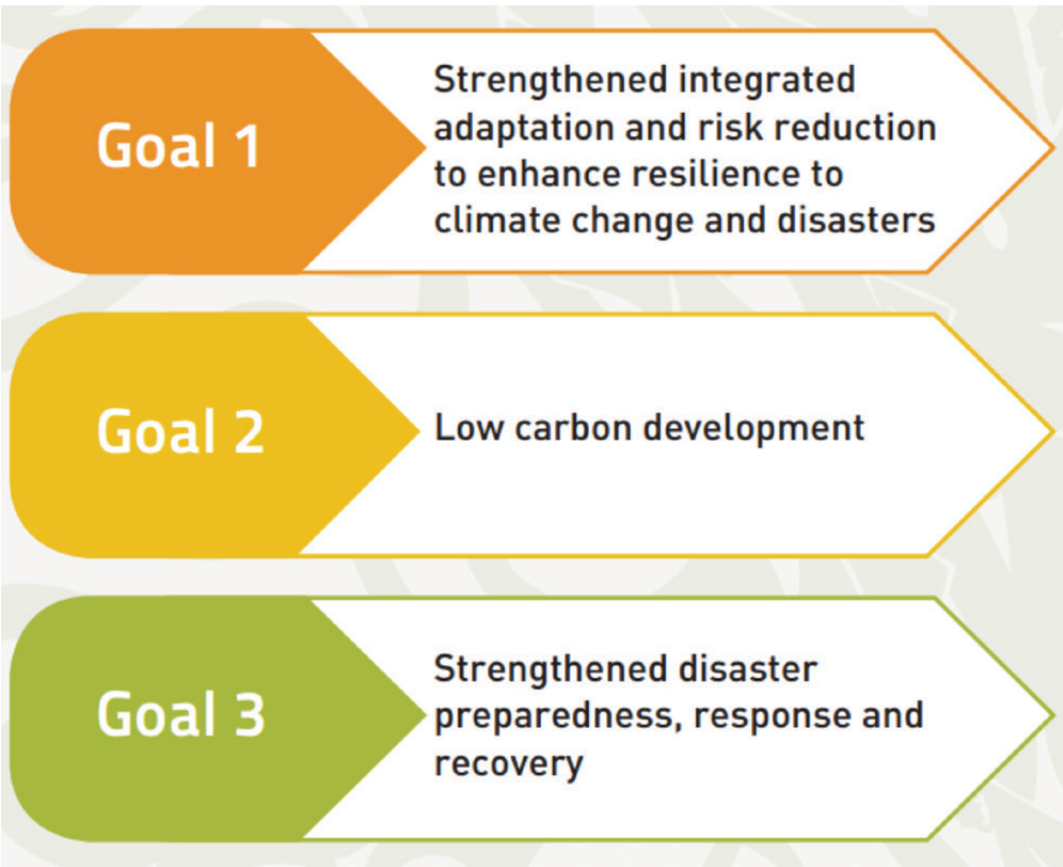 Goal 1
Strengthened integrated
adaptation and risk reduction
to enhance resilience to
climate change and disasters
Goal 2
Low carbon development
Goal 3
Strengthened disaster
preparedness, response and
recovery